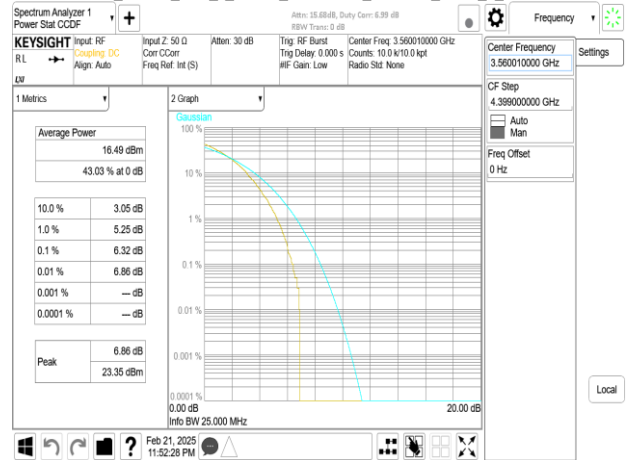 Spectrum Analyzer 1
Power Stat CCDF
Attn: 15.68dB, Duty Corr: 6.99 dB
RBW Trans: 0 dB
Frequency
KEYSIGHT
R L
LXI
Input: RF
Coupling: DC
Align: Auto
Input Z: 50 Ω
Corr CCorr
Freq Ref: Int (S)
Atten: 30 dB
Trig: RF Burst
Trig Delay: 0.000 s
#IF Gain: Low
Center Freq: 3.560010000 GHz
Counts: 10.0 k/10.0 kpt
Radio Std: None
Center Frequency
3.560010000 GHz
Settings
CF Step
4.399000000 GHz
Auto
Man
Freq Offset
0 Hz
Local
1 Metrics
Average Power
16.49 dBm
43.03 % at 0 dB
10.0 % 3.05 dB
1.0 % 5.25 dB
0.1 % 6.32 dB
0.01 % 6.86 dB
0.001 % --- dB
0.0001 % --- dB
Peak
6.86 dB
23.35 dBm
2 Graph
Gaussian
100 %
10 %
1 %
0.1 %
0.01 %
0.001 %
0.0001 %
0.00 dB 20.00 dB
Info BW 25.000 MHz
?
Feb 21, 2025
11:52:28 PM